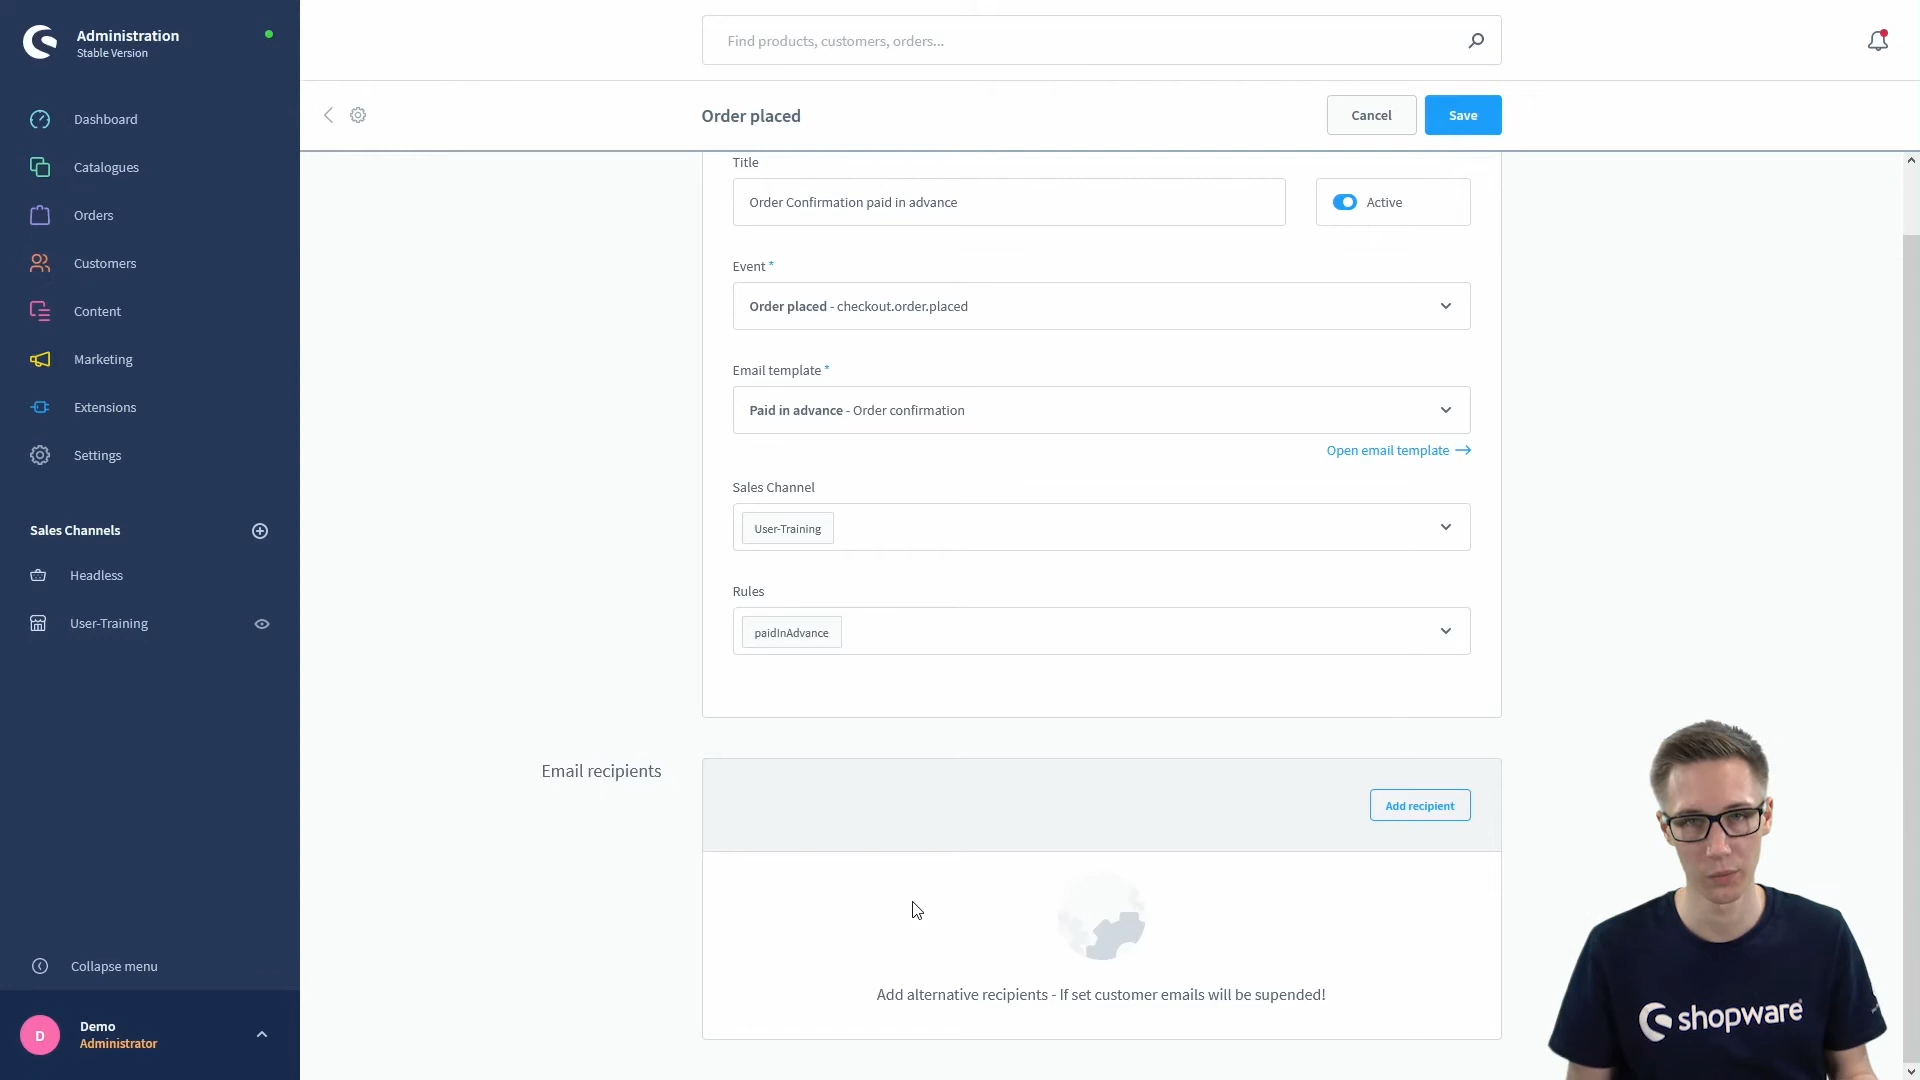 Administration
Stable Version
Dashboard
Catalogues
Orders
Customers
Content
Marketing
Extensions
Settings
Sales Channels
Headless
User-Training
Collapse menu
D
Demo
Administrator
Find products, customers, orders...
Order placed
Cancel
Save
Title
Order Confirmation paid in advance
Active
Event *
Order placed - checkout.order.placed
Email template *
Paid in advance - Order confirmation
Open email template
Sales Channel
User-Training
Rules
paidInAdvance
Email recipients
Add recipient
Add alternative recipients - If set customer emails will be supended!
shopware